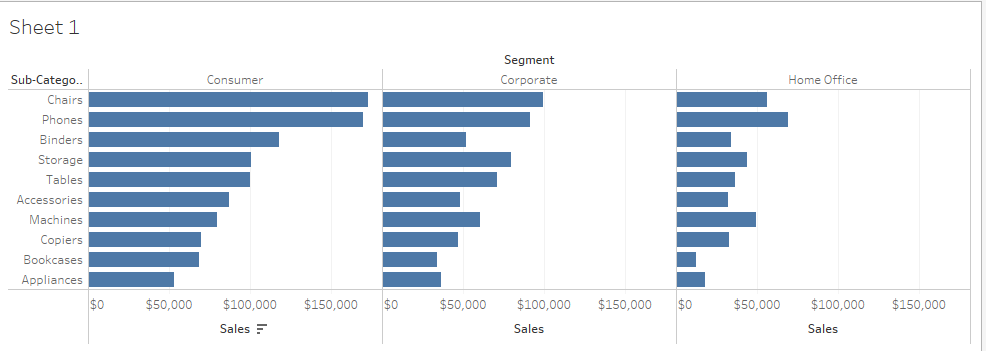 Sheet 1
Segment
Sub-Catego.. Consumer Corporate Home Office
Chairs
Phones
Binders
Storage
Tables
Accessories
Machines
Copiers
Bookcases
Appliances
$0 $50,000 $100,000 $150,000 $0 $50,000 $100,000 $150,000 $0 $50,000 $100,000 $150,000
Sales Sales Sales